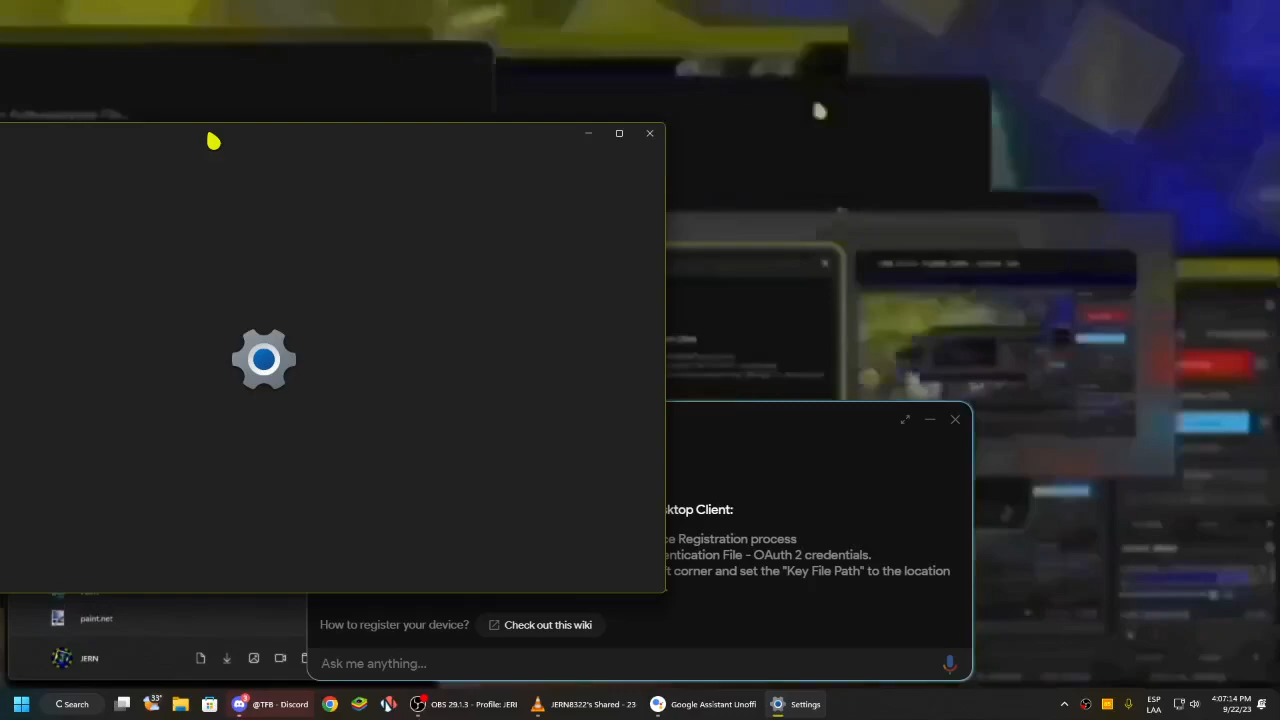 sktop Client:
ce Registration process
entication File - OAuth 2 credentials.
t corner and set the "Key File Path" to the location
paint.net
How to register your device?
Check out this wiki
JERN
Ask me anything...
33°
Search
@TFB - Discord
OBS 29.1.3 - Profile: JERI
JERN8322's Shared - 23
Google Assistant Unoffi
Settings
ESP
LAA
4:07:14 PM
9/22/23